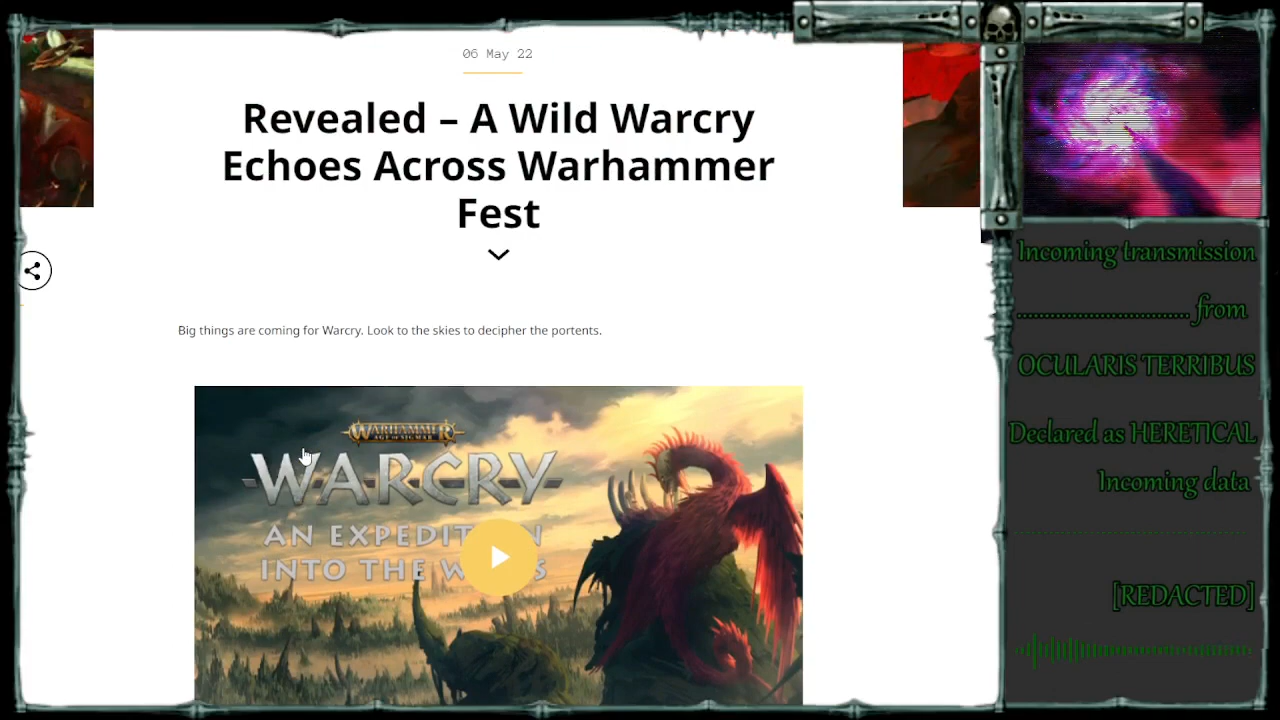 06 May 22
Revealed – A Wild Warcry
Echoes Across Warhammer
Fest
Big things are coming for Warcry. Look to the skies to decipher the portents.
WARHAMMER
AGE OF SIGMAR
WARCRY
AN EXPEDIT N
INTO THE W S
Incoming transmission
.............................. from
OCULARIS TERRIBUS
Declared as HERETICAL
Incoming data
[REDACTED]